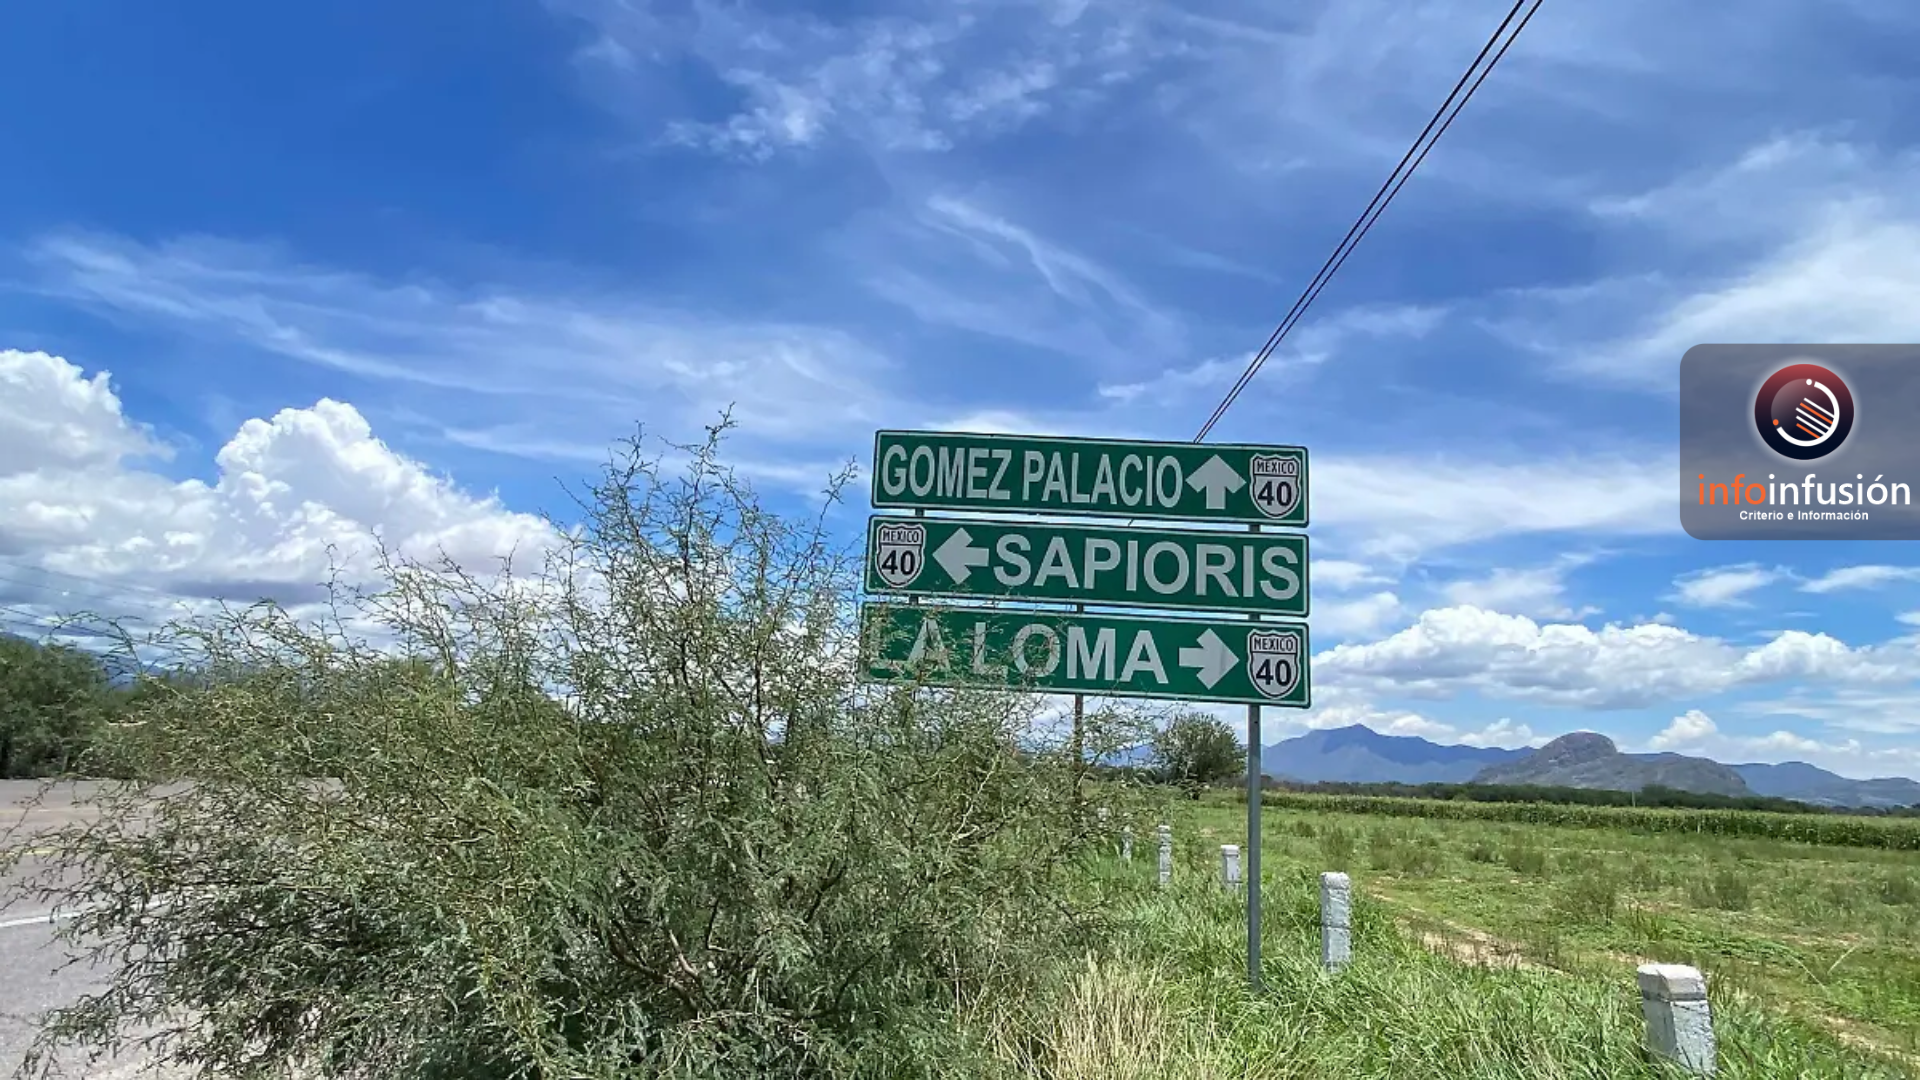 GOMEZ PALACIO MEXICO 40
MEXICO 40 SAPIORIS
LA LOMA MEXICO 40
infoinfusión
Criterio e Información